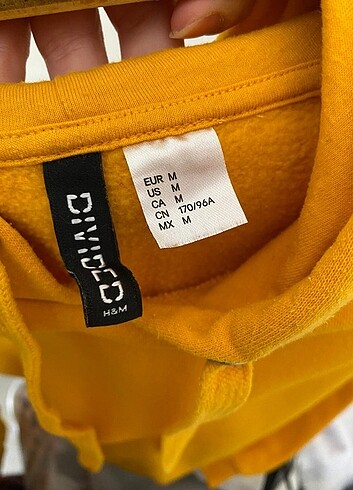 DIVIDED
H&M
EUR M
US M
CA M
CN 170/96A
MX M